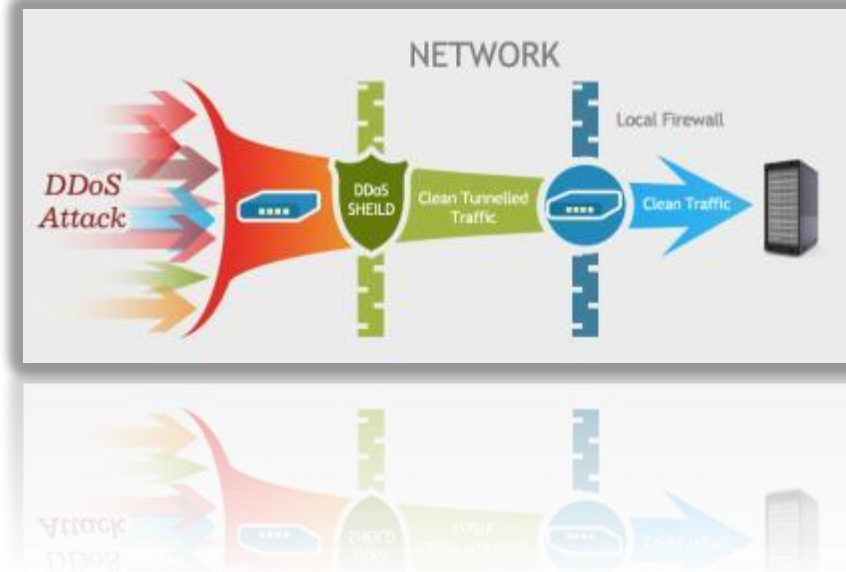 NETWORK
Local Firewall
DDoS
Attack
DDoS
SHEILD
Clean Tunnelled
Traffic
Clean Traffic